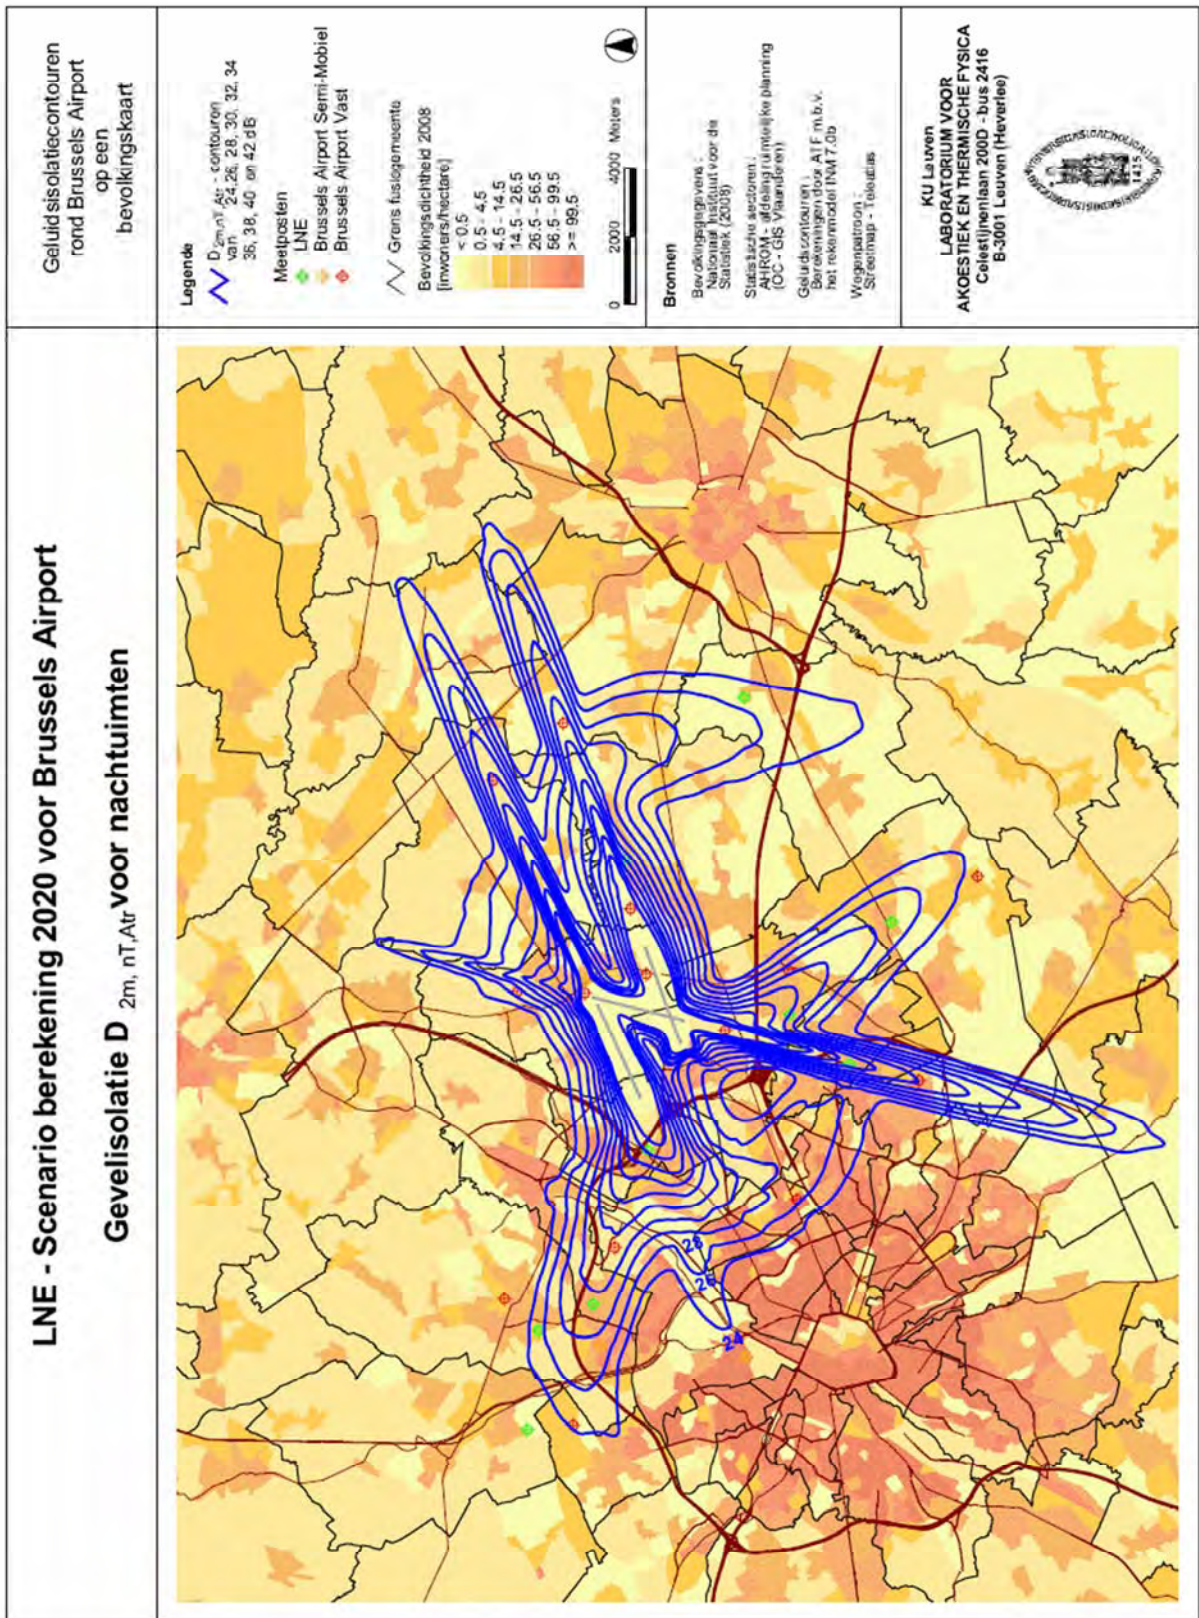 LNE - Scenario berekening 2020 voor Brussels Airport
Gevelisolatie D 2m, nT,Atr voor nachtuimten
Geluidsisolatiecontouren
rond Brussels Airport
op een
bevolkingskaart
Legende
D 2m,nT,Atr - contouren
van 24,26, 28, 30, 32, 34
36, 38, 40 en 42 dB
Meetposten
LNE
Brussels Airport Semi-Mobiel
Brussels Airport Vast
Grens fusiegemeente
Bevolkingsdichtheid 2008
[inwoners/hectare]
< 0.5
0.5 - 4.5
4.5 - 14.5
14.5 - 26.5
26.5 - 56.5
56.5 - 99.5
>= 99.5
0 2000 4000 Meters
Bronnen
Bevolkingsgegevens :
Nationaal Instituut voor de
Statistiek (2008)
Statistische sectoren :
AHROM - afdeling ruimtelijke planning
(OC - GIS Vlaanderen)
Geluidscontouren :
Berekeningen door ATF m.b.v.
het rekenmodel INM 7.0b
Wegenpatroon :
Streetmap - Teleatlas
KU Leuven
LABORATORIUM VOOR
AKOESTIEK EN THERMISCHE FYSICA
Celestijnenlaan 200D - bus 2416
B-3001 Leuven (Heverlee)
1425
28
26
24